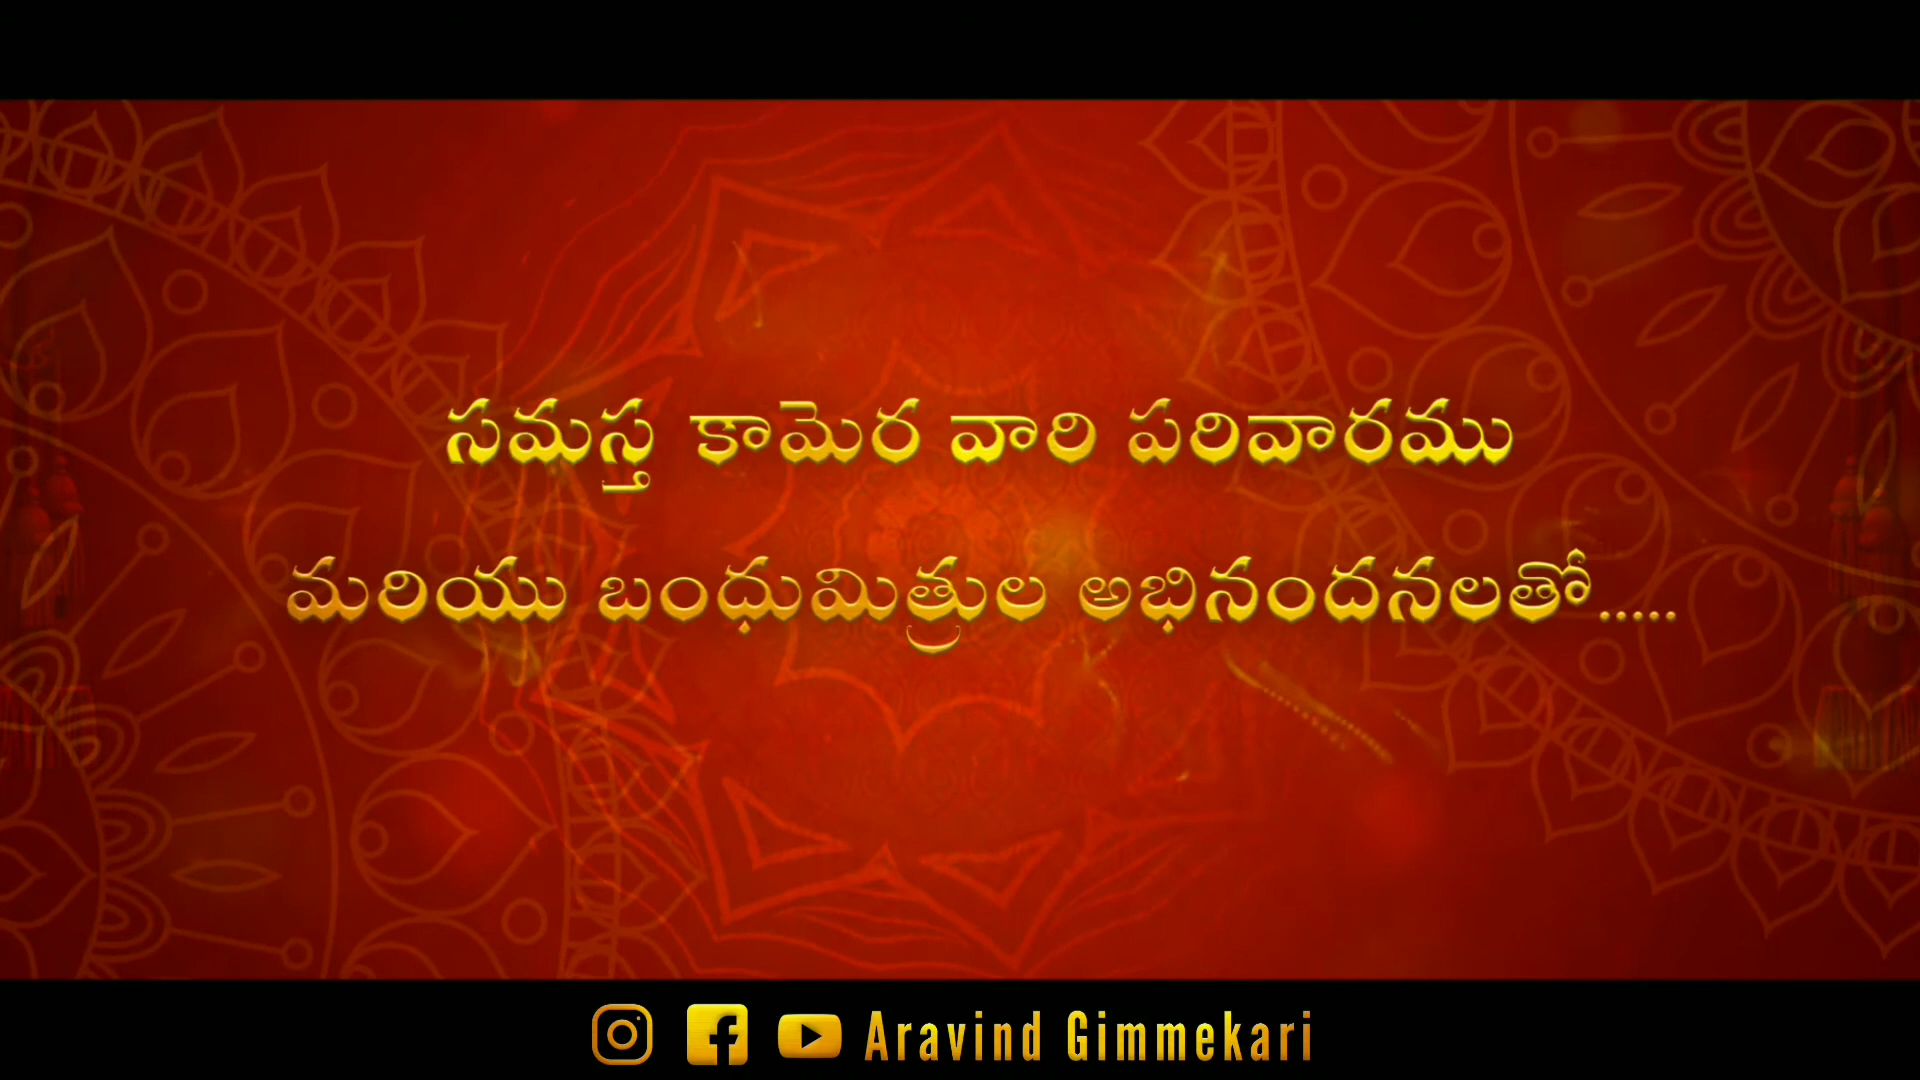 సమస్త కామెర వారి పరివారము
మరియు బంధుమిత్రుల అభినందనలతో.....
Aravind Gimmekari